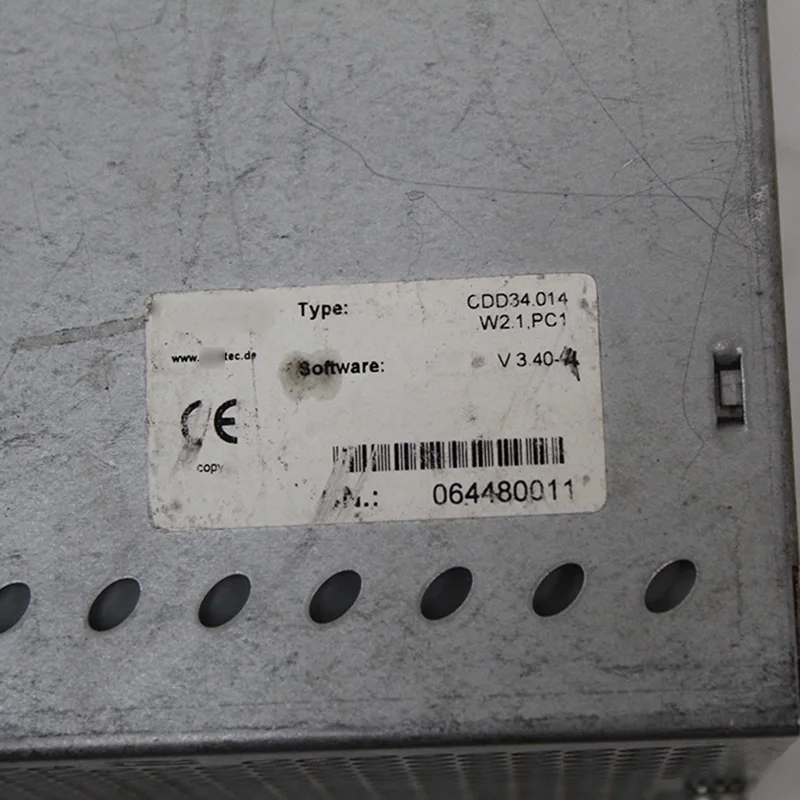 Type: CDD34.014
W2.1,PC1
www. tec.de
Software: V 3.40-4
CE
copy
.N.: 064480011